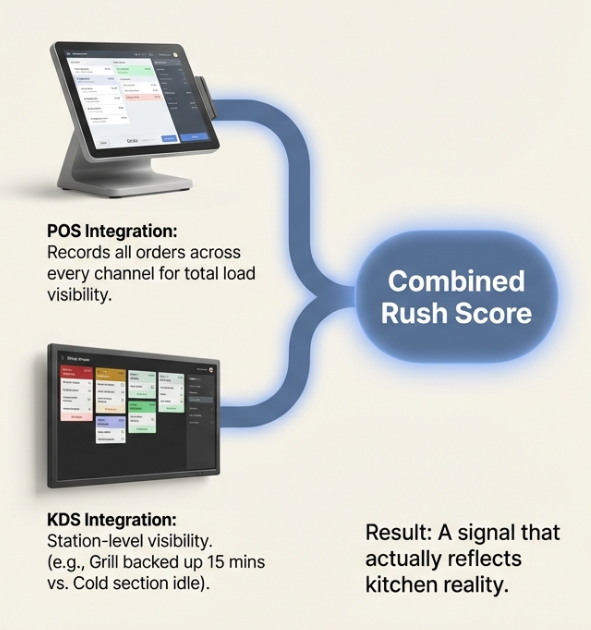 POS Integration:
Records all orders across
every channel for total load
visibility.
Combined
Rush Score
KDS Integration:
Station-level visibility.
(e.g., Grill backed up 15 mins
vs. Cold section idle).
Result: A signal that
actually reflects
kitchen reality.